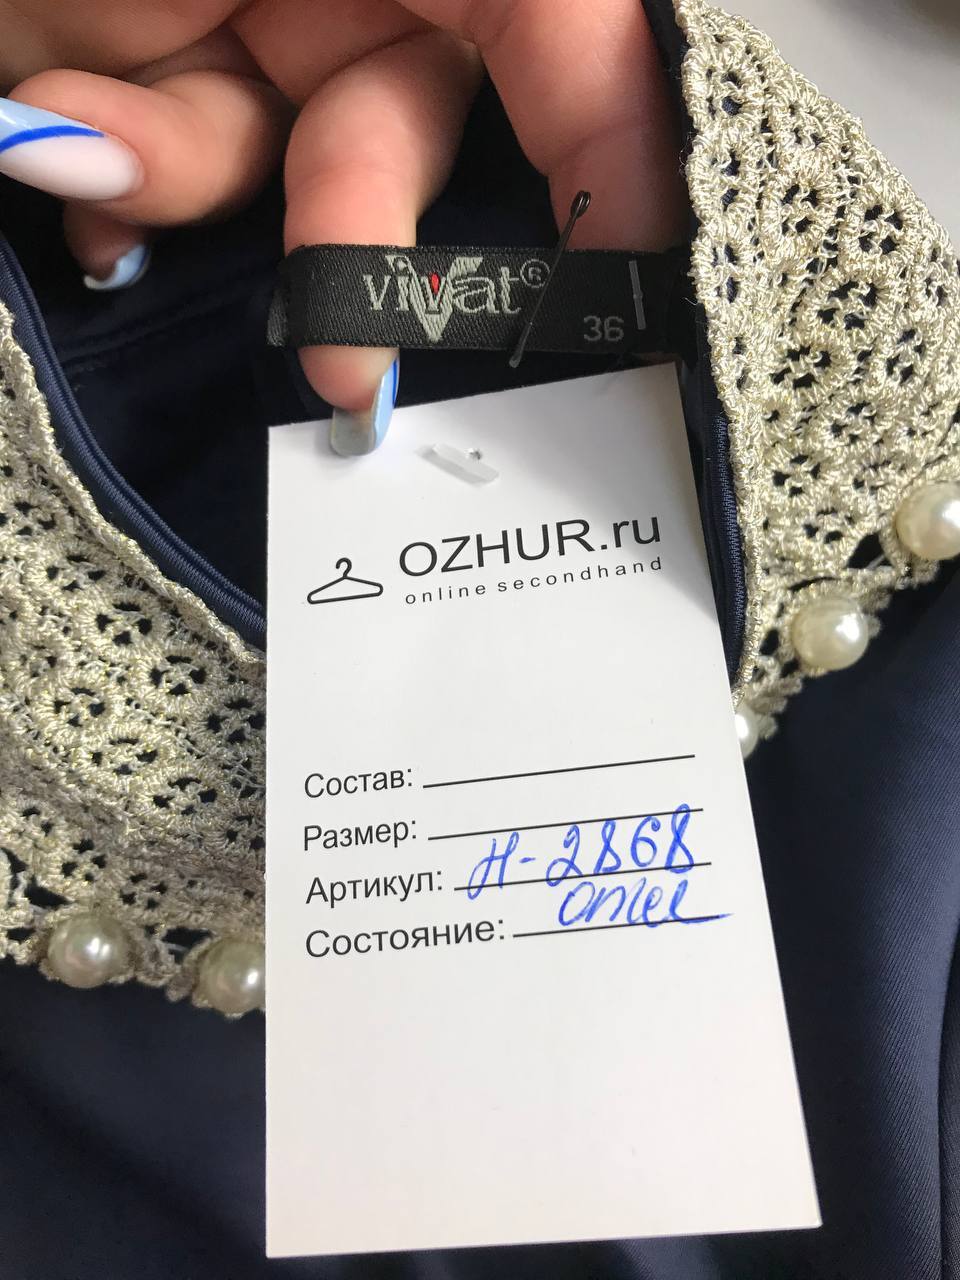 vivat®
36
OZHUR.ru
online secondhand
Состав:
Размер:
Артикул: Н-2868
Состояние: отл